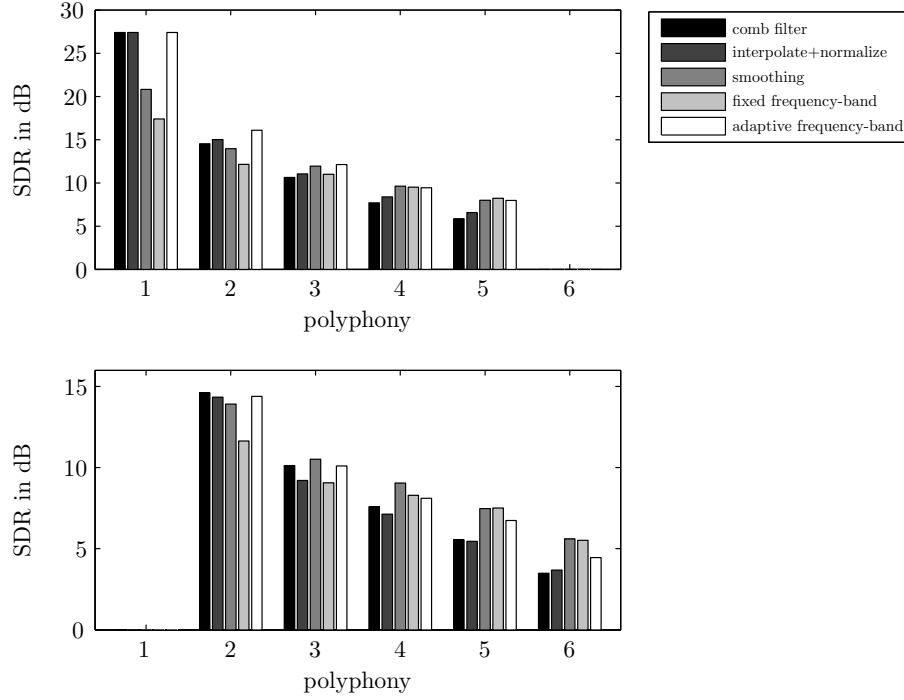 30
25
20
15
10
5
0
SDR in dB
1 2 3 4 5 6
polyphony
comb filter
interpolate+normalize
smoothing
fixed frequency-band
adaptive frequency-band
15
10
5
0
SDR in dB
1 2 3 4 5 6
polyphony